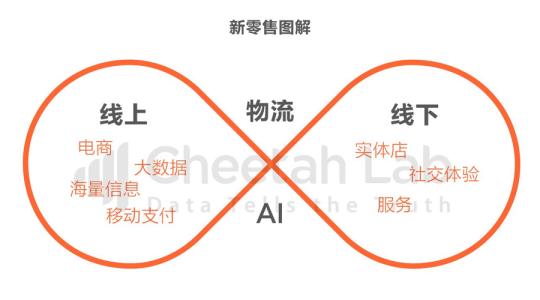 新零售图解
线上
物流
线下
电商
大数据
海量信息
移动支付
实体店
社交体验
服务
AI
Cheetah Lab
Data Tells the Truth